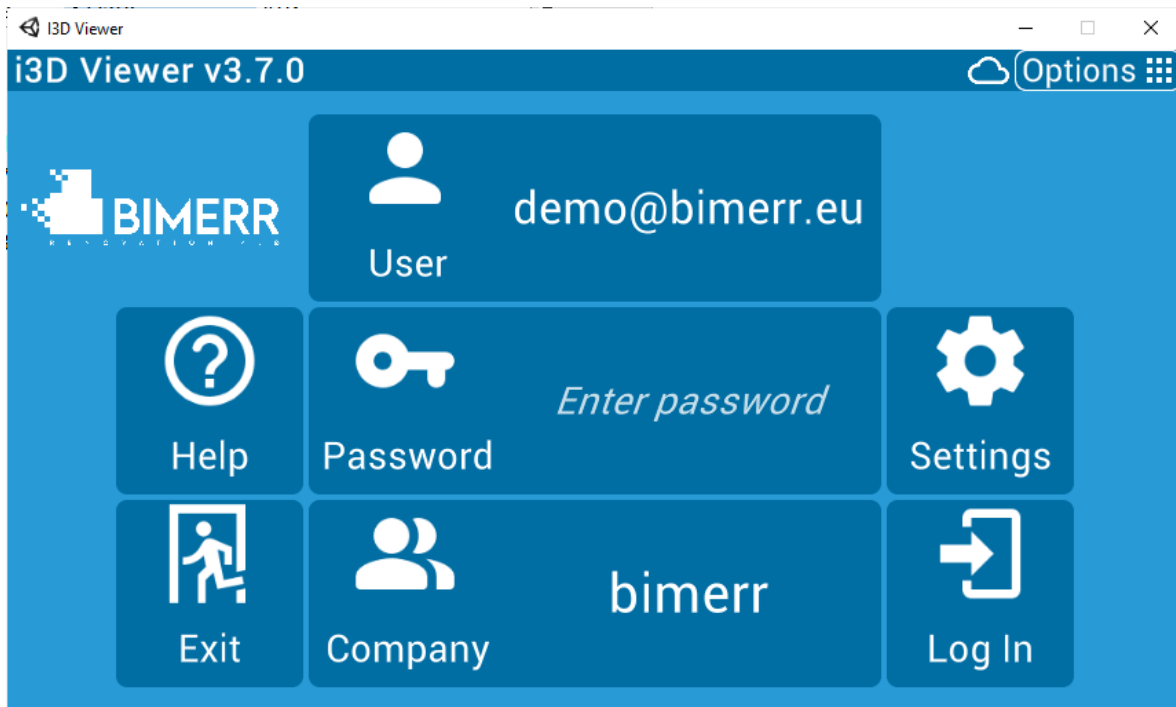 I3D Viewer
i3D Viewer v3.7.0
Options
BIMERR
User
demo@bimerr.eu
Help
Password
Enter password
Settings
Exit
Company
bimerr
Log In